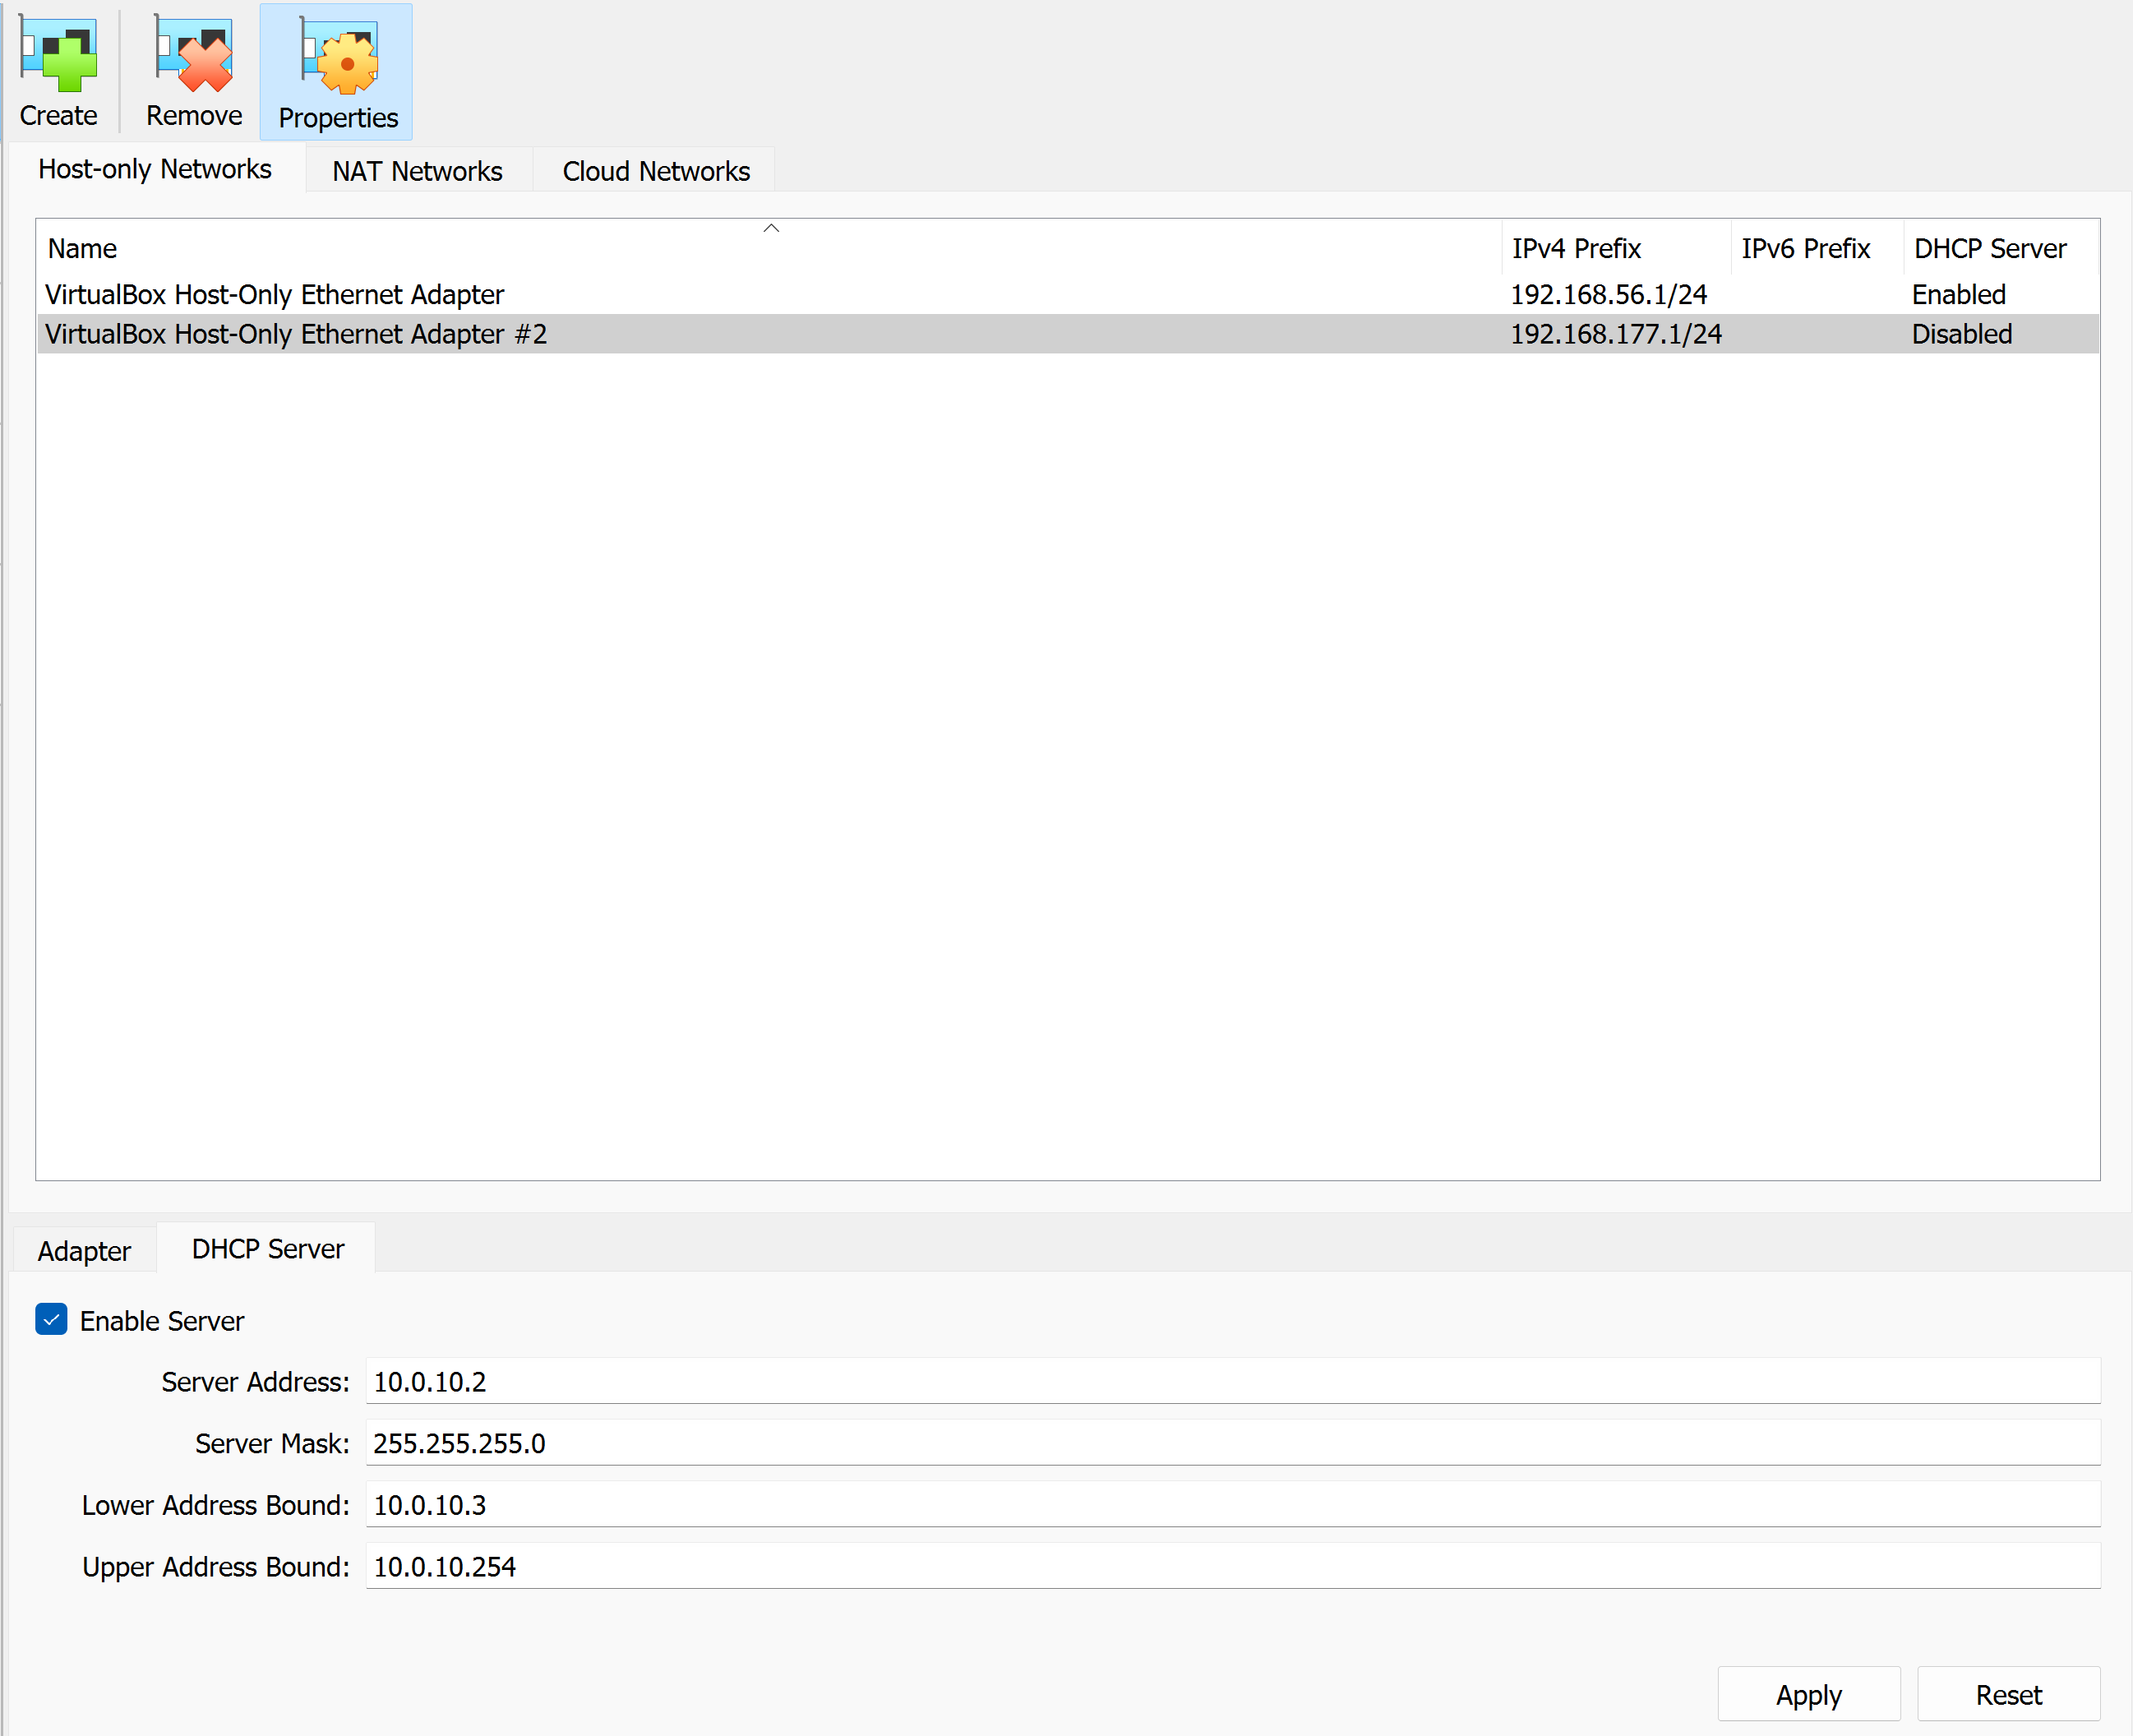 Create Remove Properties
Host-only Networks NAT Networks Cloud Networks
Name IPv4 Prefix IPv6 Prefix DHCP Server
VirtualBox Host-Only Ethernet Adapter 192.168.56.1/24 Enabled
VirtualBox Host-Only Ethernet Adapter #2 192.168.177.1/24 Disabled
Adapter DHCP Server
Enable Server
Server Address: 10.0.10.2
Server Mask: 255.255.255.0
Lower Address Bound: 10.0.10.3
Upper Address Bound: 10.0.10.254
Apply Reset